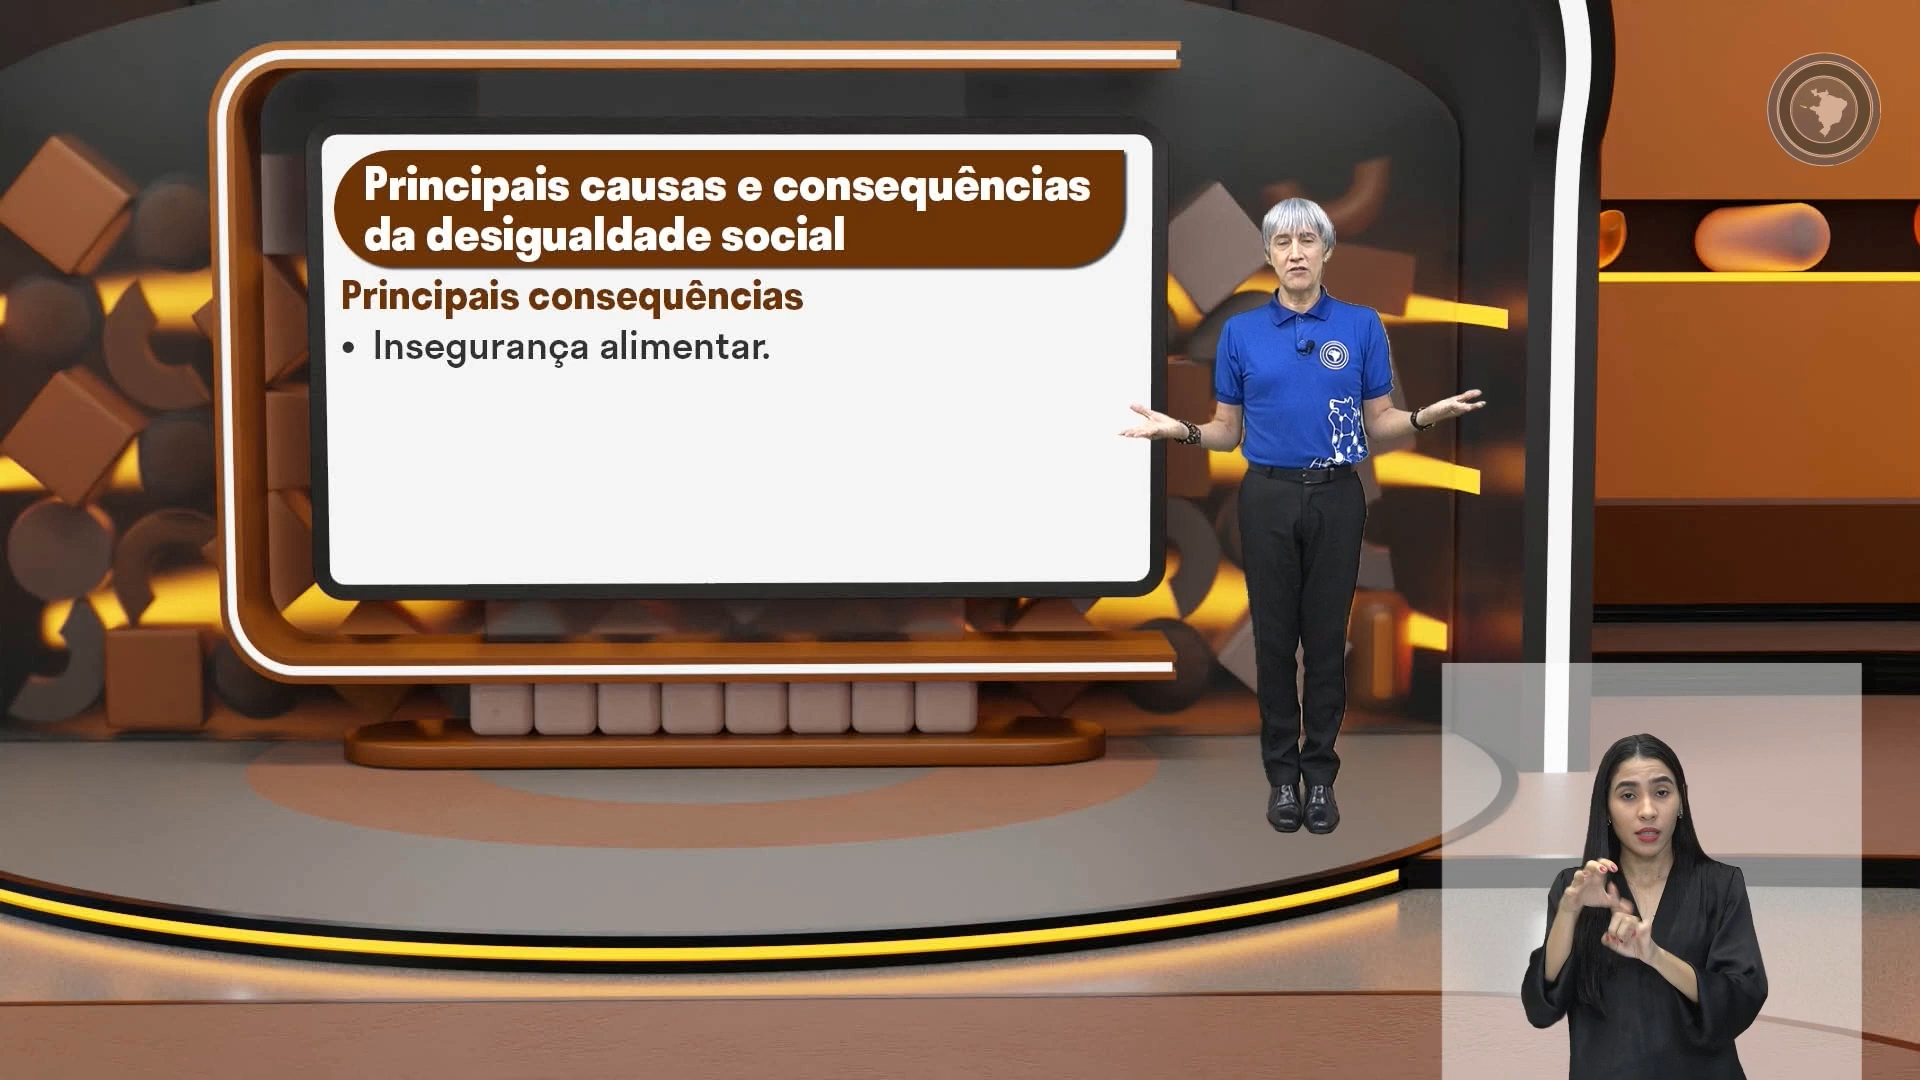 Principais causas e consequências
da desigualdade social
Principais consequências
• Insegurança alimentar.